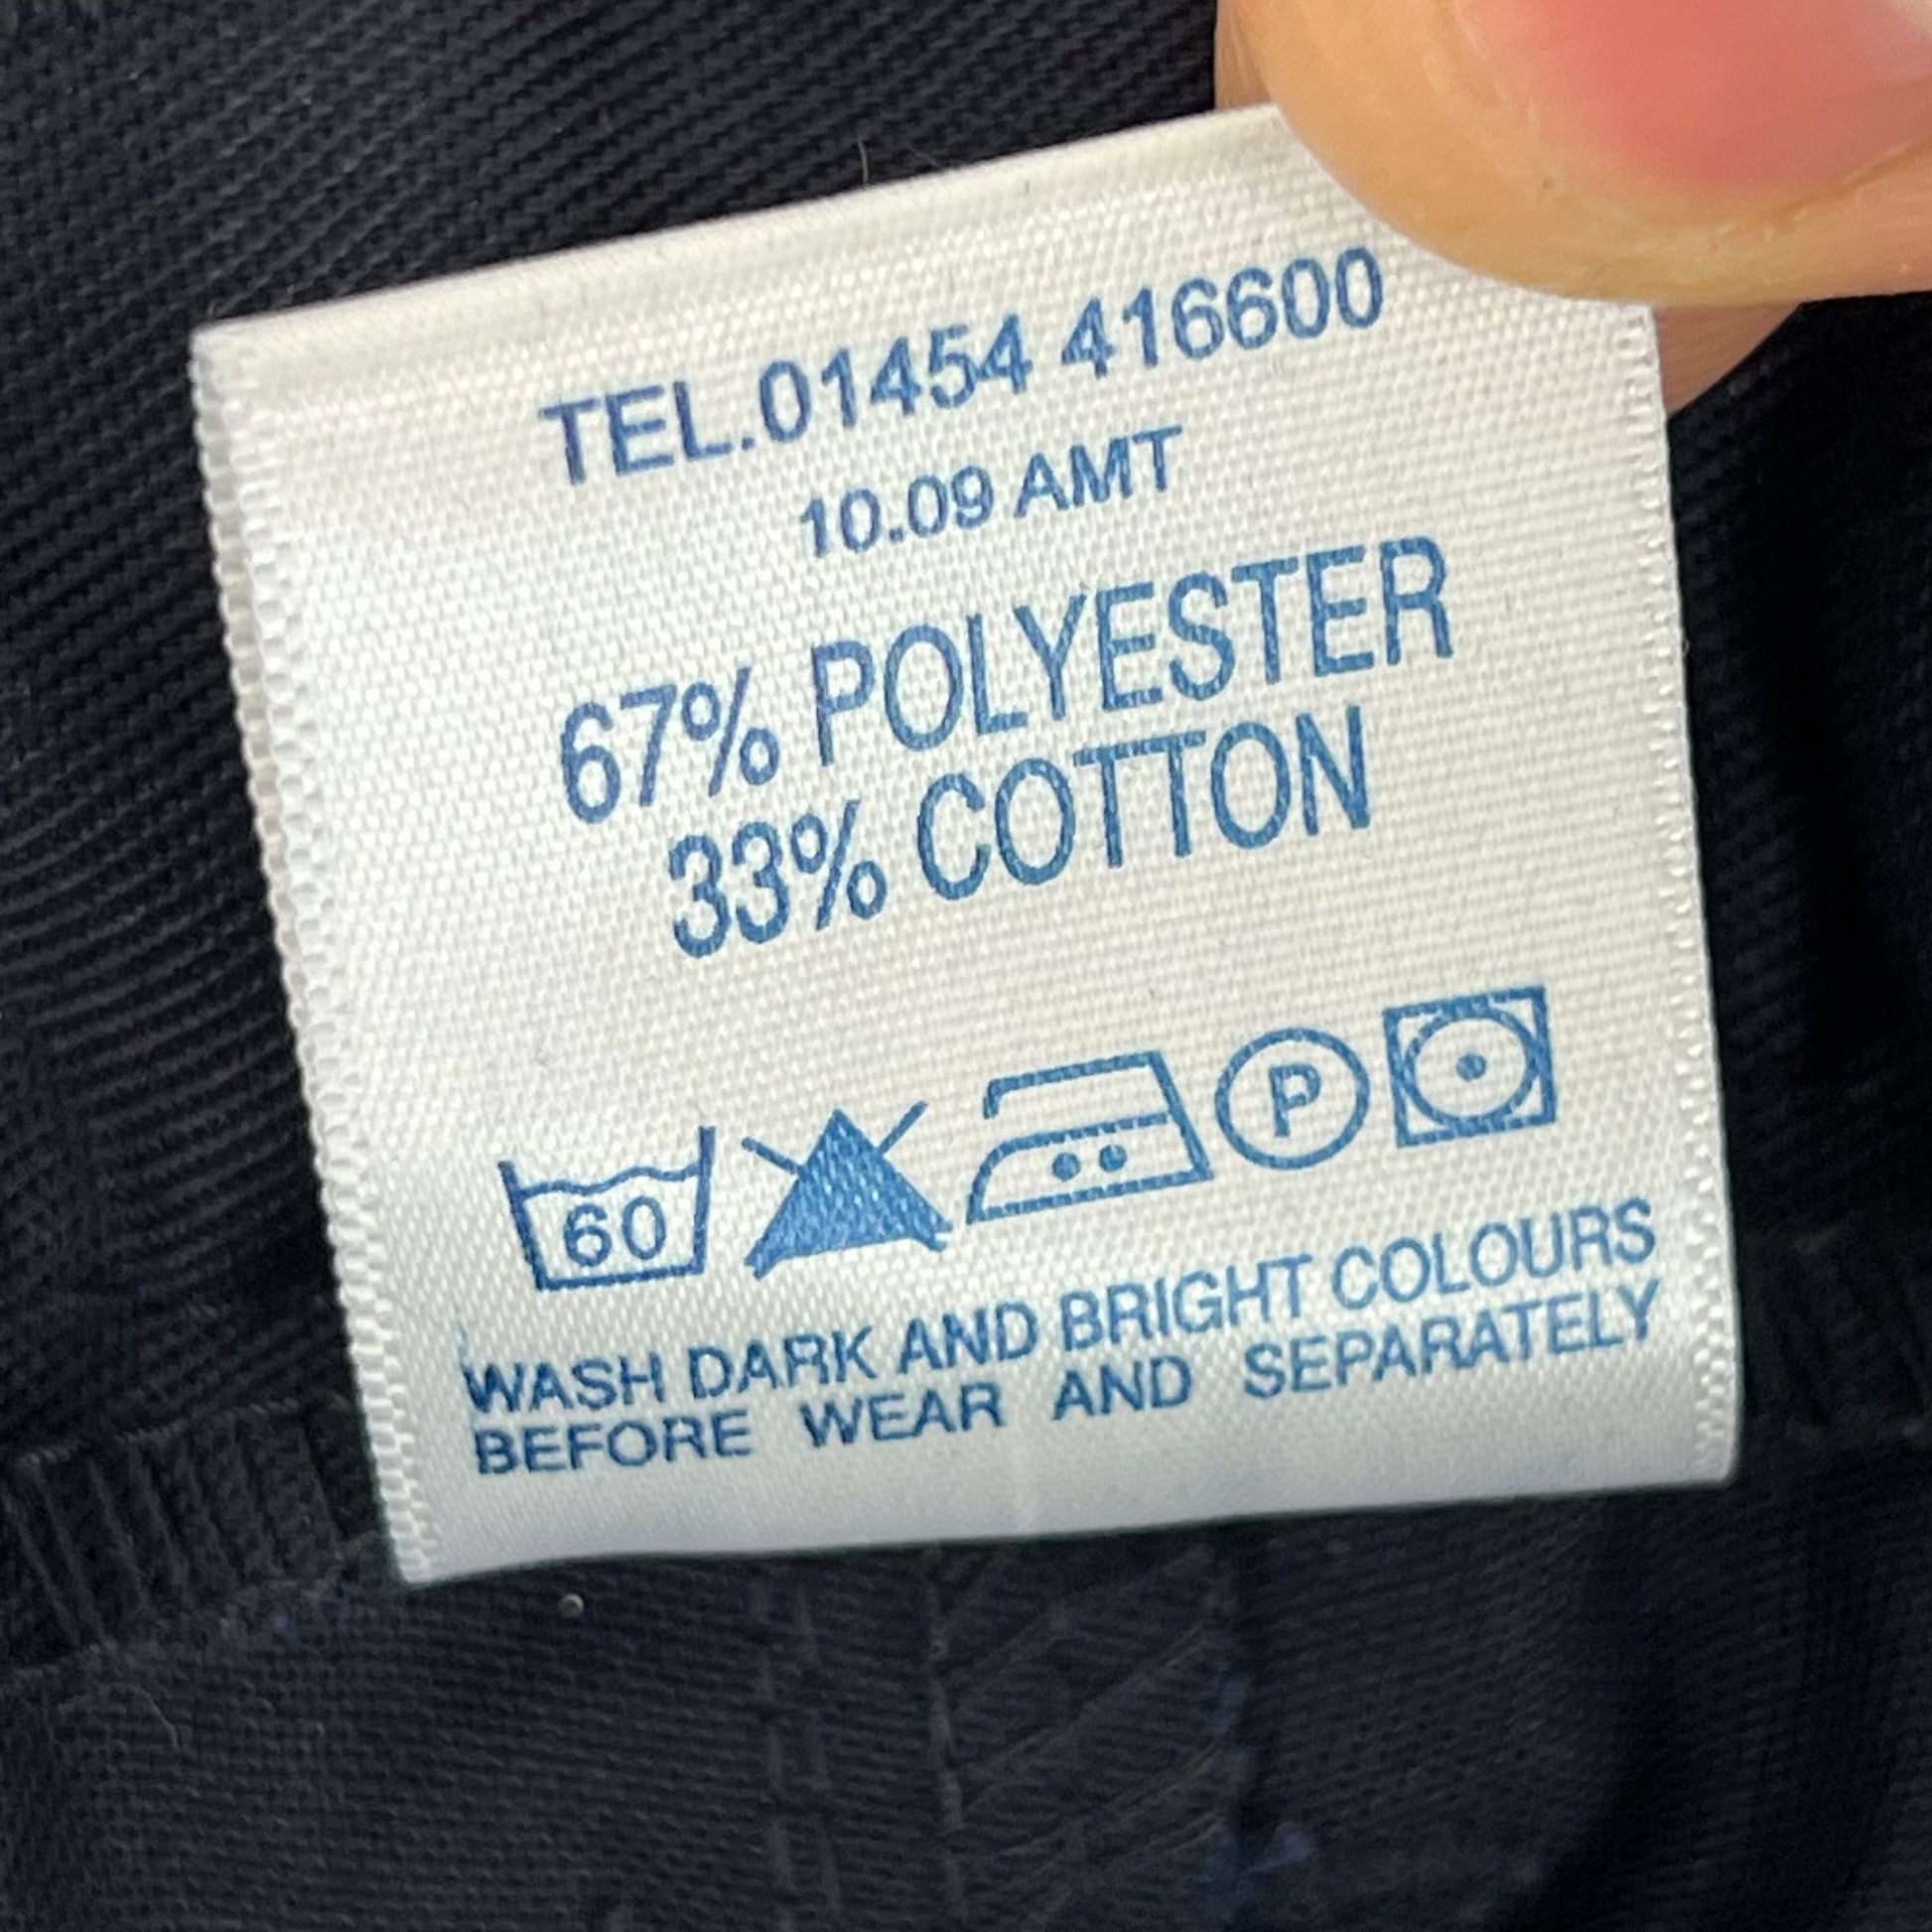 TEL.01454 416600
10.09 AMT
67% POLYESTER
33% COTTON
60 P
WASH DARK AND BRIGHT COLOURS
BEFORE WEAR AND SEPARATELY